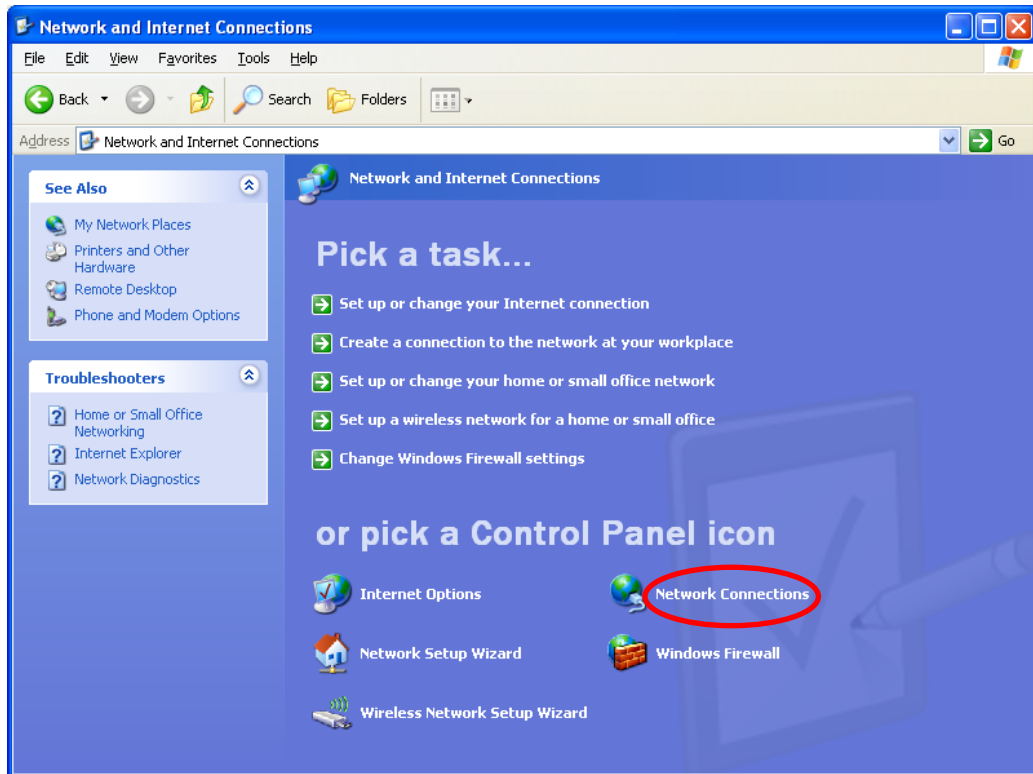 Network and Internet Connections
File Edit View Favorites Tools Help
Back Search Folders
Address Network and Internet Connections Go
See Also
My Network Places
Printers and Other
Hardware
Remote Desktop
Phone and Modem Options
Troubleshooters
Home or Small Office
Networking
Internet Explorer
Network Diagnostics
Network and Internet Connections
Pick a task...
Set up or change your Internet connection
Create a connection to the network at your workplace
Set up or change your home or small office network
Set up a wireless network for a home or small office
Change Windows Firewall settings
or pick a Control Panel icon
Internet Options
Network Connections
Network Setup Wizard
Windows Firewall
Wireless Network Setup Wizard